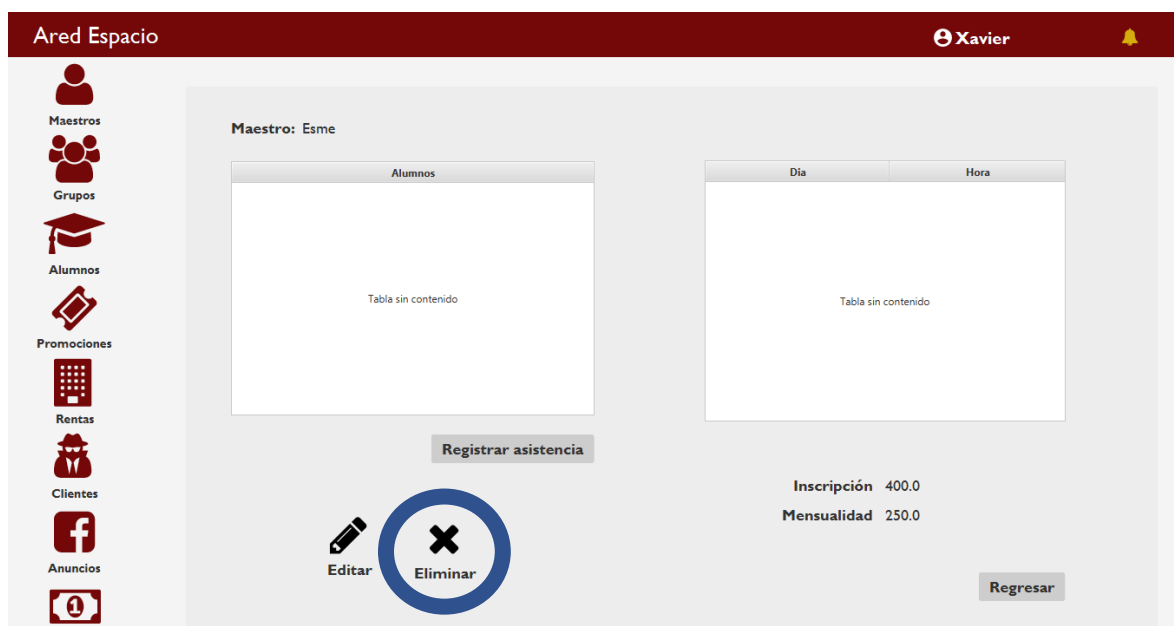 Ared Espacio
Xavier
Maestros
Grupos
Alumnos
Promociones
Rentas
Clientes
Anuncios
1
Maestro: Esme
Alumnos
Tabla sin contenido
Dia Hora
Tabla sin contenido
Registrar asistencia
Inscripción 400.0
Mensualidad 250.0
Editar
Eliminar
Regresar